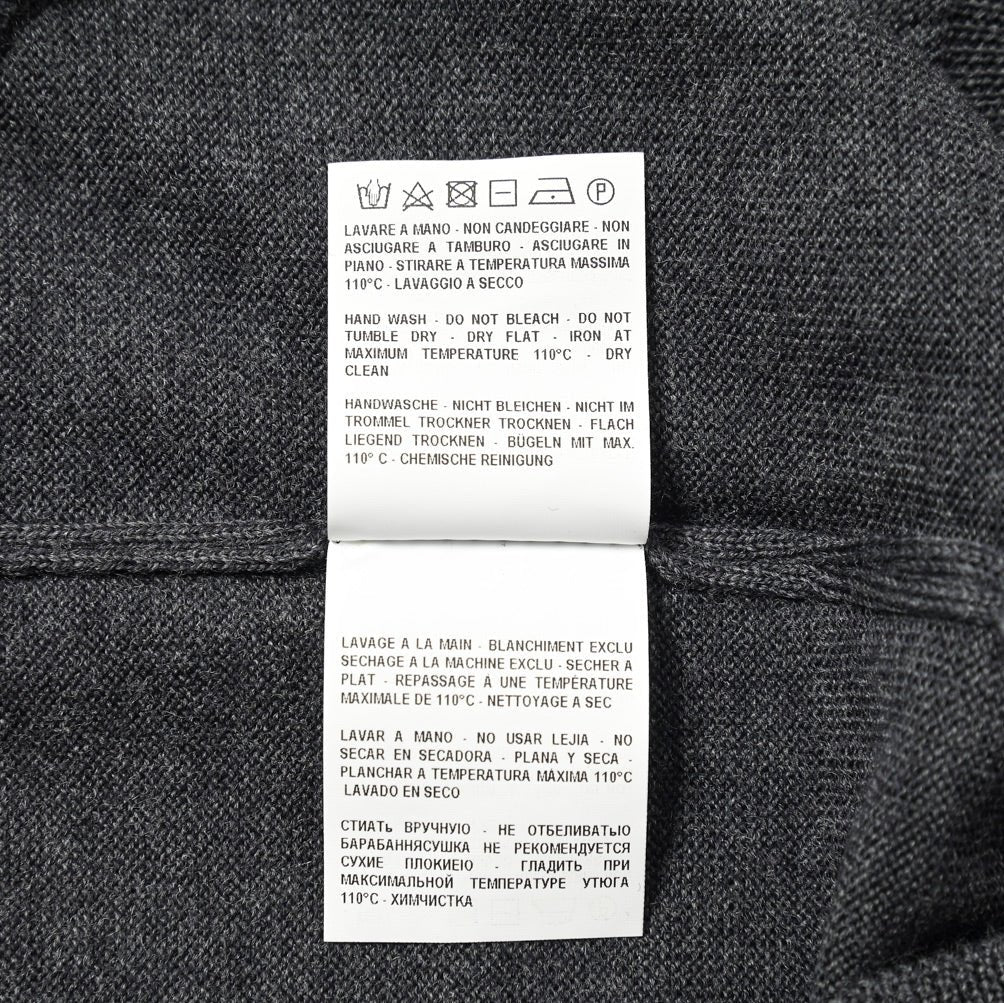 P
LAVARE A MANO - NON CANDEGGIARE - NON
ASCIUGARE A TAMBURO - ASCIUGARE IN
PIANO - STIRARE A TEMPERATURA MASSIMA
110°C - LAVAGGIO A SECCO
HAND WASH - DO NOT BLEACH - DO NOT
TUMBLE DRY - DRY FLAT - IRON AT
MAXIMUM TEMPERATURE 110°C - DRY
CLEAN
HANDWASCHE - NICHT BLEICHEN - NICHT IM
TROMMEL TROCKNER TROCKNEN - FLACH
LIEGEND TROCKNEN - BÜGELN MIT MAX.
110° C - CHEMISCHE REINIGUNG
LAVAGE A LA MAIN - BLANCHIMENT EXCLU
SECHAGE A LA MACHINE EXCLU - SECHER A
PLAT - REPASSAGE À UNE TEMPÉRATURE
MAXIMALE DE 110°C - NETTOYAGE A SEC
LAVAR A MANO - NO USAR LEJIA - NO
SECAR EN SECADORA - PLANA Y SECA -
PLANCHAR A TEMPERATURA MÁXIMA 110°C
LAVADO EN SECO
СТИАТЬ ВРУЧНУЮ - НЕ ОТБЕЛИВАТЬЮ
БАРАБАННЯСУШКА НЕ РЕКОМЕНДУЕТСЯ
СУХИЕ ПЛОКИЕЮ - ГЛАДИТЬ ПРИ
МАКСИМАЛЬНОЙ ТЕМПЕРАТУРЕ УТЮГА
110°C - ХИМЧИСТКА